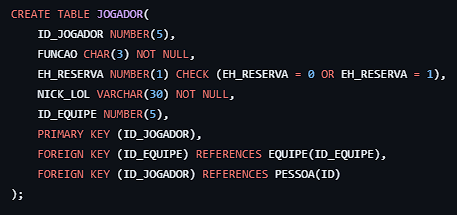 CREATE TABLE JOGADOR(
    ID_JOGADOR NUMBER(5),
    FUNCAO CHAR(3) NOT NULL,
    EH_RESERVA NUMBER(1) CHECK (EH_RESERVA = 0 OR EH_RESERVA = 1),
    NICK_LOL VARCHAR(30) NOT NULL,
    ID_EQUIPE NUMBER(5),
    PRIMARY KEY (ID_JOGADOR),
    FOREIGN KEY (ID_EQUIPE) REFERENCES EQUIPE(ID_EQUIPE),
    FOREIGN KEY (ID_JOGADOR) REFERENCES PESSOA(ID)
);